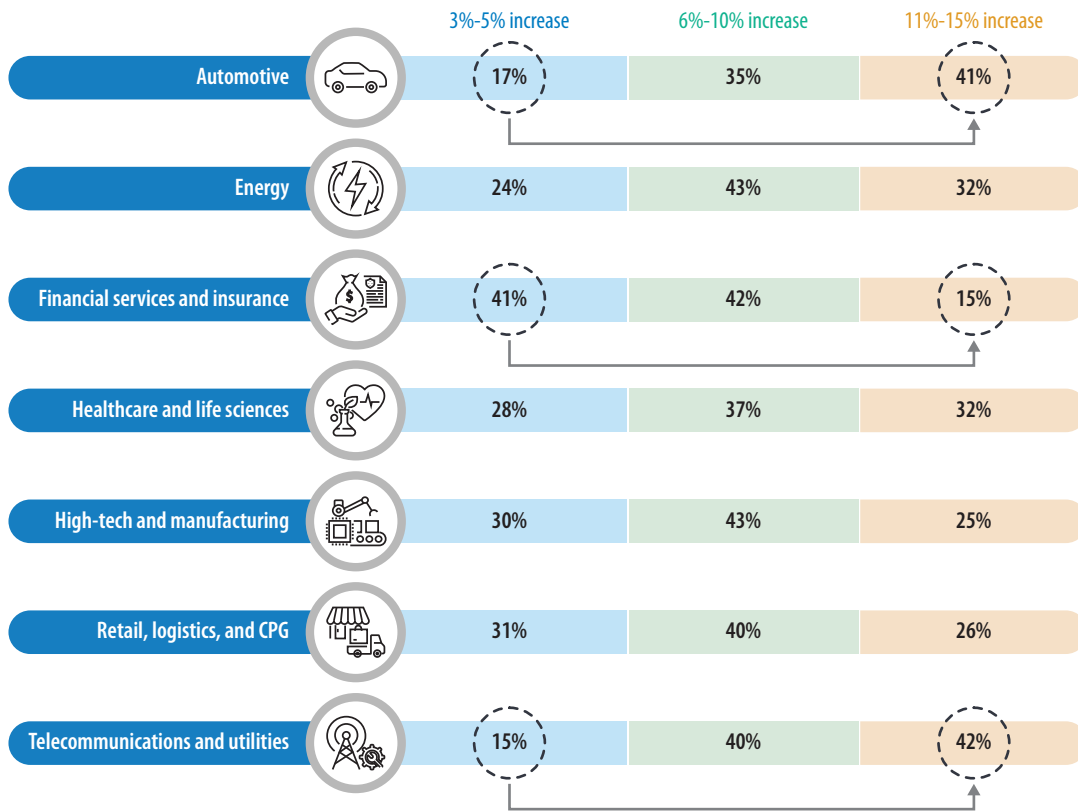 3%-5% increase 6%-10% increase 11%-15% increase
Automotive 17% 35% 41%
Energy 24% 43% 32%
$
Financial services and insurance 41% 42% 15%
Healthcare and life sciences 28% 37% 32%
High-tech and manufacturing 30% 43% 25%
Retail, logistics, and CPG 31% 40% 26%
Telecommunications and utilities 15% 40% 42%